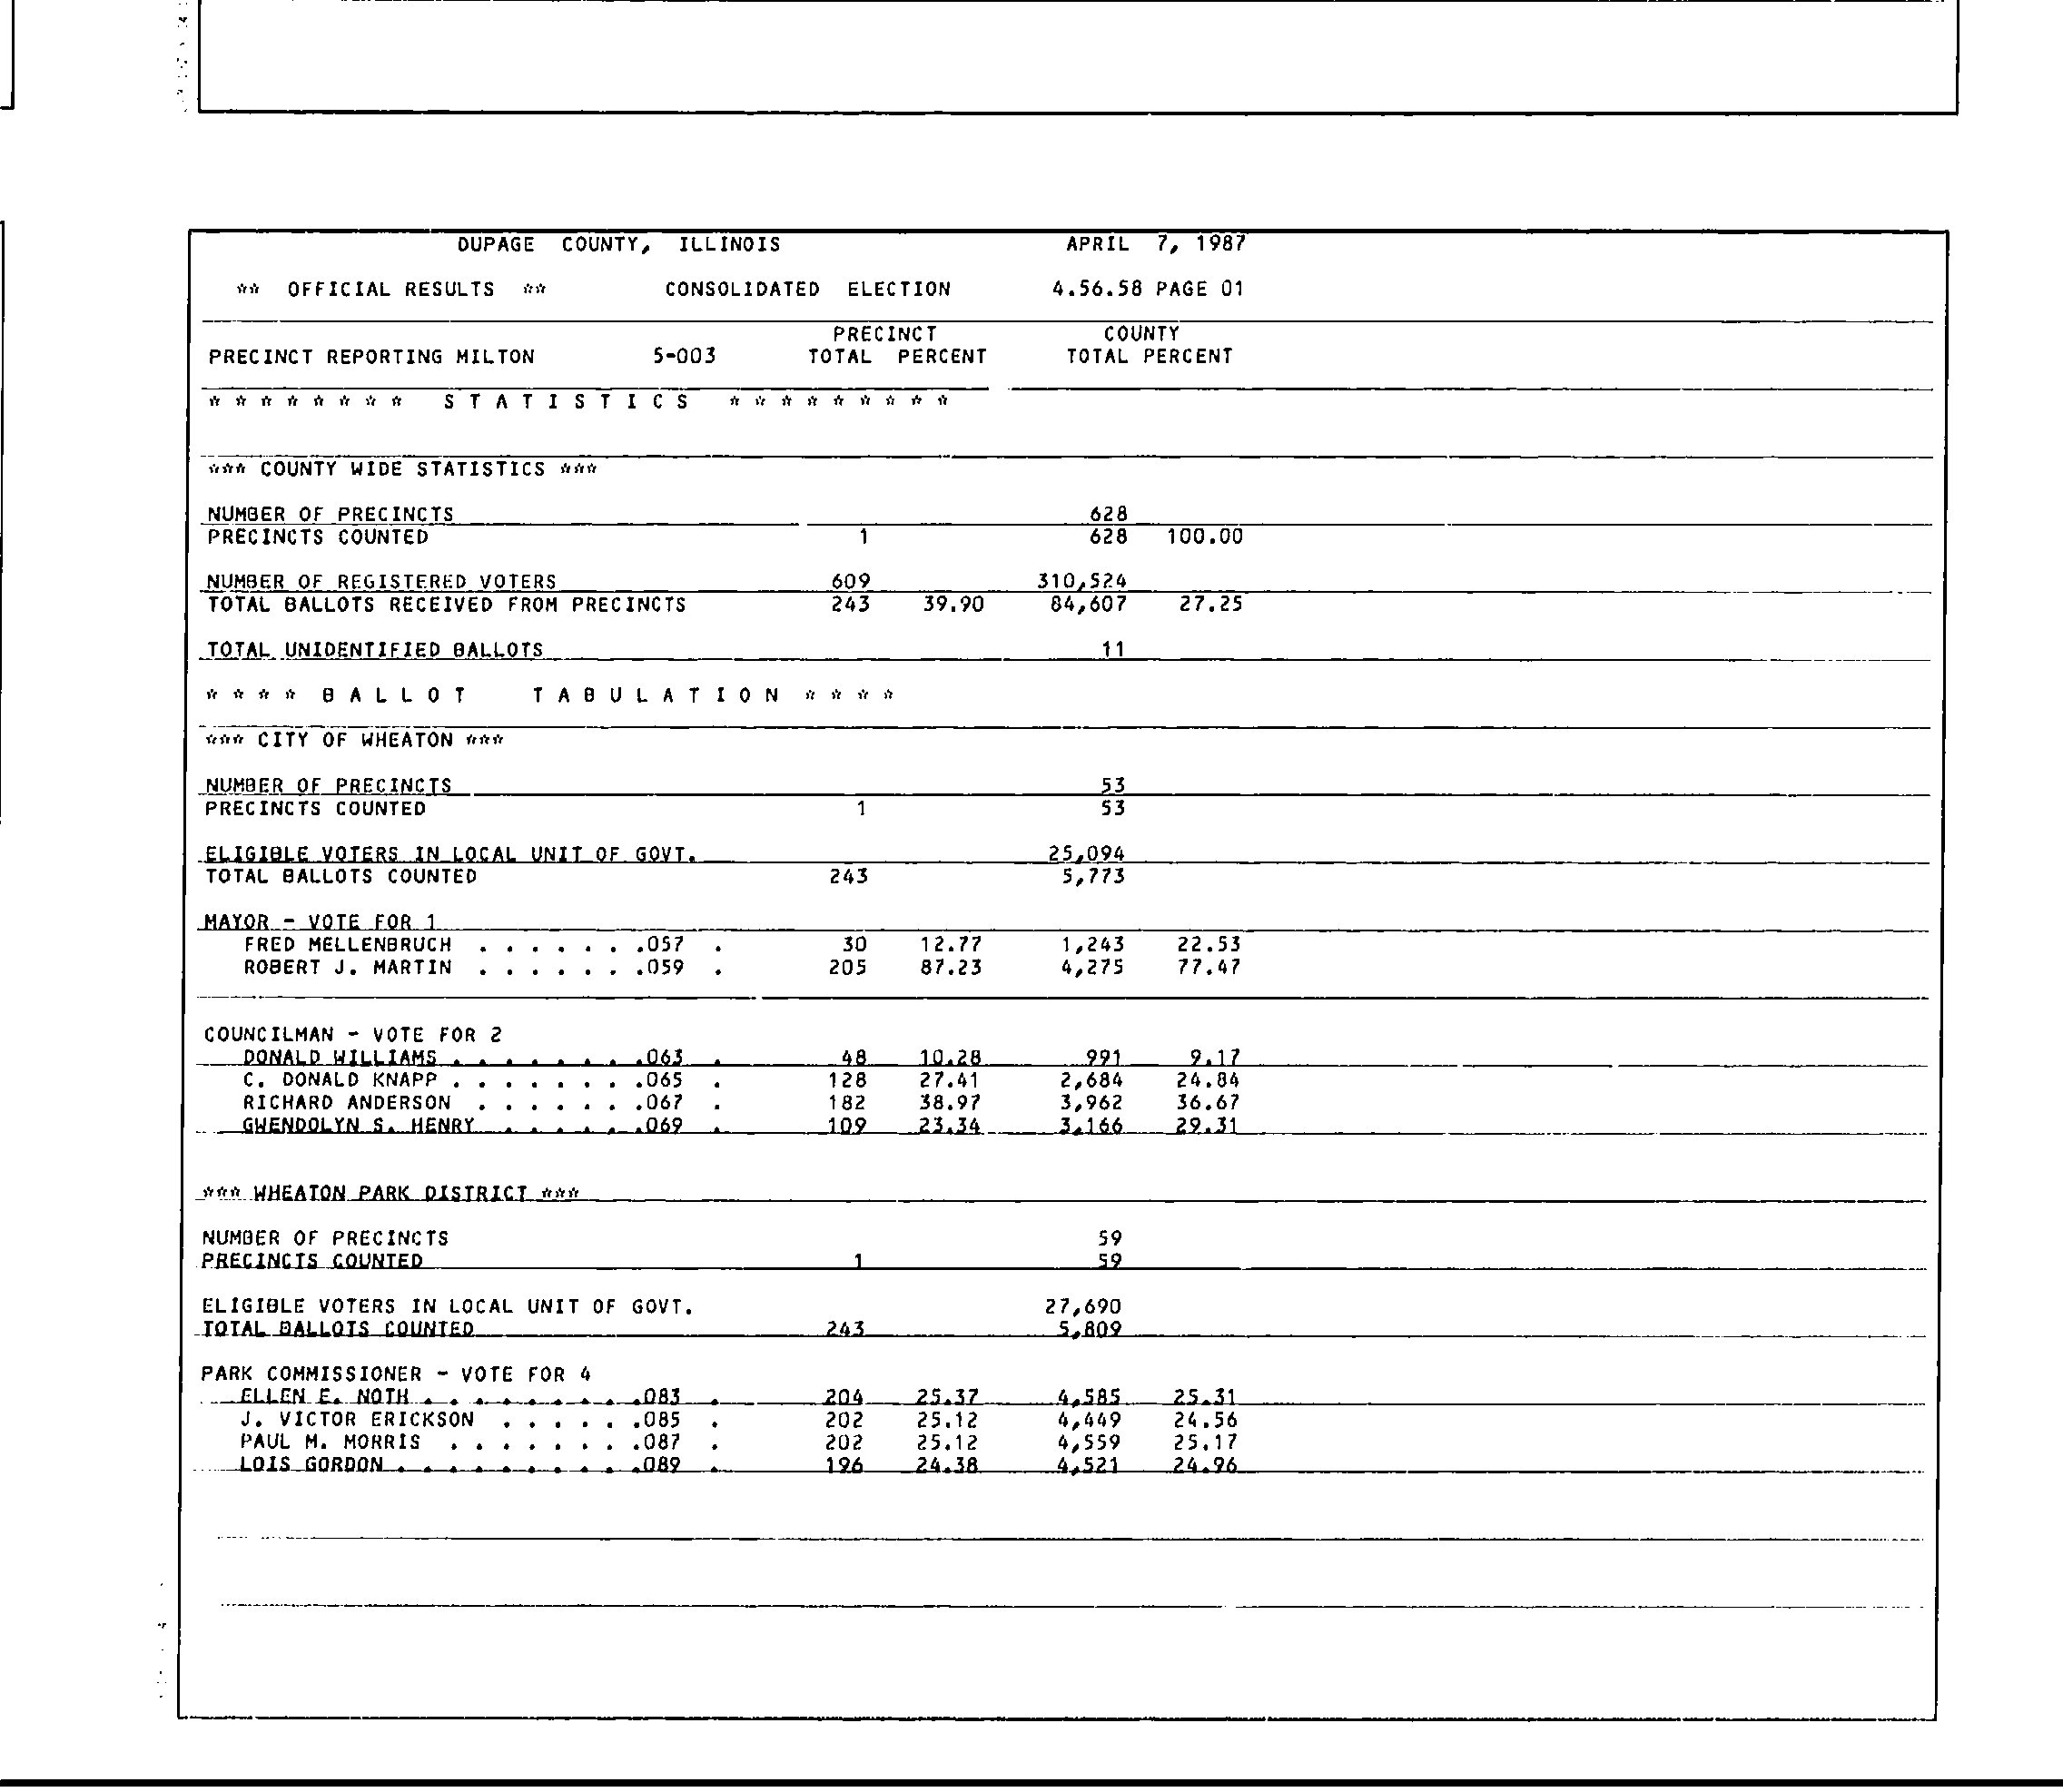 DUPAGE COUNTY, ILLINOIS APRIL 7, 1987
** OFFICIAL RESULTS ** CONSOLIDATED ELECTION 4.56.58 PAGE 01
PRECINCT COUNTY
PRECINCT REPORTING MILTON 5-003 TOTAL PERCENT TOTAL PERCENT
* * * * * * * * S T A T I S T I C S * * * * * * * * *
*** COUNTY WIDE STATISTICS ***
NUMBER OF PRECINCTS 628
PRECINCTS COUNTED 1 628 100.00
NUMBER OF REGISTERED VOTERS 609 310,524
TOTAL BALLOTS RECEIVED FROM PRECINCTS 243 39.90 84,607 27.25
TOTAL UNIDENTIFIED BALLOTS 11
* * * * B A L L O T T A B U L A T I O N * * * *
*** CITY OF WHEATON ***
NUMBER OF PRECINCTS 53
PRECINCTS COUNTED 1 53
ELIGIBLE VOTERS IN LOCAL UNIT OF GOVT. 25,094
TOTAL BALLOTS COUNTED 243 5,773
MAYOR - VOTE FOR 1
FRED MELLENBRUCH . . . . . . .057 . 30 12.77 1,243 22.53
ROBERT J. MARTIN . . . . . . .059 . 205 87.23 4,275 77.47
COUNCILMAN - VOTE FOR 2
DONALD WILLIAMS . . . . . . . .063 . 48 10.28 991 9.17
C. DONALD KNAPP . . . . . . . .065 . 128 27.41 2,684 24.84
RICHARD ANDERSON . . . . . . .067 . 182 38.97 3,962 36.67
GWENDOLYN S. HENRY . . . . . .069 . 109 23.34 3,166 29.31
*** WHEATON PARK DISTRICT ***
NUMBER OF PRECINCTS 59
PRECINCTS COUNTED 1 59
ELIGIBLE VOTERS IN LOCAL UNIT OF GOVT. 27,690
TOTAL BALLOTS COUNTED 243 5,809
PARK COMMISSIONER - VOTE FOR 4
ELLEN E. NOTH . . . . . . . . .083 . 204 25.37 4,585 25.31
J. VICTOR ERICKSON . . . . . .085 . 202 25.12 4,449 24.56
PAUL M. MORRIS . . . . . . . .087 . 202 25.12 4,559 25.17
LOIS GORDON . . . . . . . . . .089 . 196 24.38 4,521 24.96